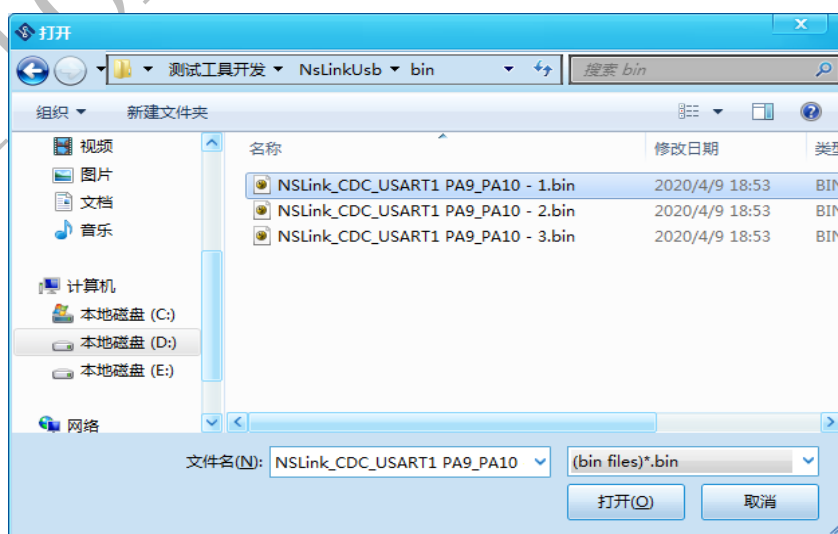 打开
测试工具开发 NsLinkUsb bin 搜索 bin
组织 新建文件夹
名称 修改日期 类型
视频
图片
文档
音乐
计算机
本地磁盘 (C:)
本地磁盘 (D:)
本地磁盘 (E:)
网络
NSLink_CDC_USART1 PA9_PA10 - 1.bin 2020/4/9 18:53 BIN
NSLink_CDC_USART1 PA9_PA10 - 2.bin 2020/4/9 18:53 BIN
NSLink_CDC_USART1 PA9_PA10 - 3.bin 2020/4/9 18:53 BIN
文件名(N): NSLink_CDC_USART1 PA9_PA10 (bin files)*.bin
打开(O) 取消